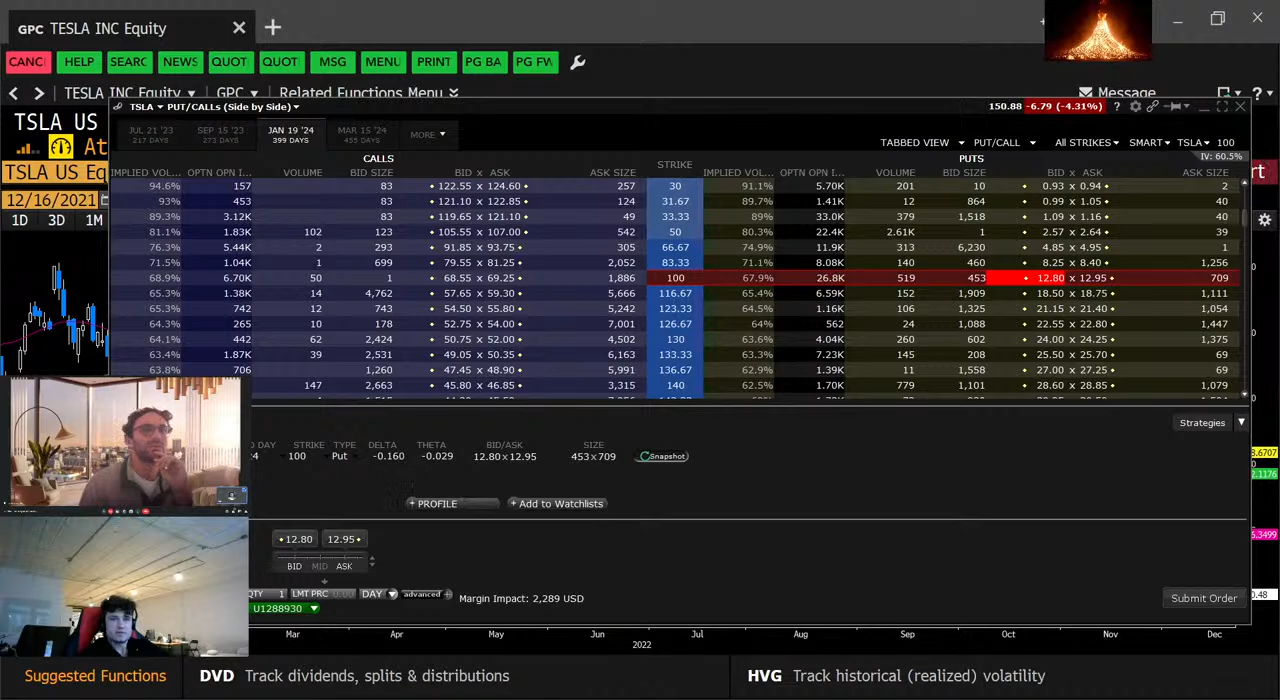 GPC TESLA INC Equity
CANC HELP SEARC NEWS QUOT QUOT MSG MENU PRINT PG BA PG FW
TESLA INC Equity GPC Related Functions Menu Message
TSLA PUT/CALLs (Side by Side) 150.88 -6.79 (-4.31%)
TSLA US
At
TSLA US Eq
12/16/2021
1D 3D 1M
JUL 21 '23 SEP 15 '23 JAN 19 '24 MAR 15 '24 MORE
217 DAYS 273 DAYS 399 DAYS 455 DAYS
TABBED VIEW PUT/CALL All STRIKES SMART TSLA 100
CALLS STRIKE PUTS IV: 60.5%
IMPLIED VOL... OPTN OPN I... VOLUME BID SIZE BID x ASK ASK SIZE IMPLIED VOL... OPTN OPN I... VOLUME BID SIZE BID x ASK ASK SIZE
94.6% 157 83 122.55 x 124.60 257 30 91.1% 5.70K 201 10 0.93 x 0.94 2
93% 453 83 121.10 x 122.85 124 31.67 89.7% 1.41K 12 864 0.99 x 1.05 40
89.3% 3.12K 83 119.65 x 121.10 49 33.33 89% 33.0K 379 1,518 1.09 x 1.16 40
81.1% 1.83K 102 123 105.55 x 107.00 542 50 80.3% 22.4K 2.61K 1 2.57 x 2.64 39
76.3% 5.44K 2 293 91.85 x 93.75 305 66.67 74.9% 11.9K 313 6,230 4.85 x 4.95 1
71.5% 1.04K 1 699 79.55 x 81.25 2,052 83.33 71.1% 8.08K 140 460 8.25 x 8.40 1,256
68.9% 6.70K 50 1 68.55 x 69.25 1,886 100 67.9% 26.8K 519 453 12.80 x 12.95 709
65.3% 1.38K 14 4,762 57.65 x 59.30 5,666 116.67 65.4% 6.59K 152 1,909 18.50 x 18.75 1,111
65.3% 742 12 743 54.50 x 55.80 5,242 123.33 64.5% 1.16K 106 1,325 21.15 x 21.40 1,054
64.3% 265 10 178 52.75 x 54.00 7,001 126.67 64% 562 24 1,088 22.55 x 22.80 1,447
64.1% 442 62 2,424 50.75 x 52.00 4,502 130 63.6% 4.04K 260 602 24.00 x 24.25 1,375
63.4% 1.87K 39 2,531 49.05 x 50.35 6,163 133.33 63.3% 7.23K 145 208 25.50 x 25.70 69
63.8% 706 1,260 47.45 x 48.90 5,991 136.67 62.9% 1.39K 11 1,558 27.00 x 27.25 69
147 2,663 45.80 x 46.85 3,315 140 62.5% 1.70K 779 1,101 28.60 x 28.85 1,079
Strategies
D DAY STRIKE TYPE DELTA THETA BID/ASK SIZE
24 100 Put -0.160 -0.029 12.80x12.95 453x709 Snapshot
+ PROFILE + Add to Watchlists
12.80 12.95
BID MID ASK
QTY 1 LMT PRC 0.00 DAY advanced + Margin Impact: 2,289 USD Submit Order
U1288930
Mar Apr May Jun Jul Aug Sep Oct Nov Dec
2022
Suggested Functions DVD Track dividends, splits & distributions HVG Track historical (realized) volatility